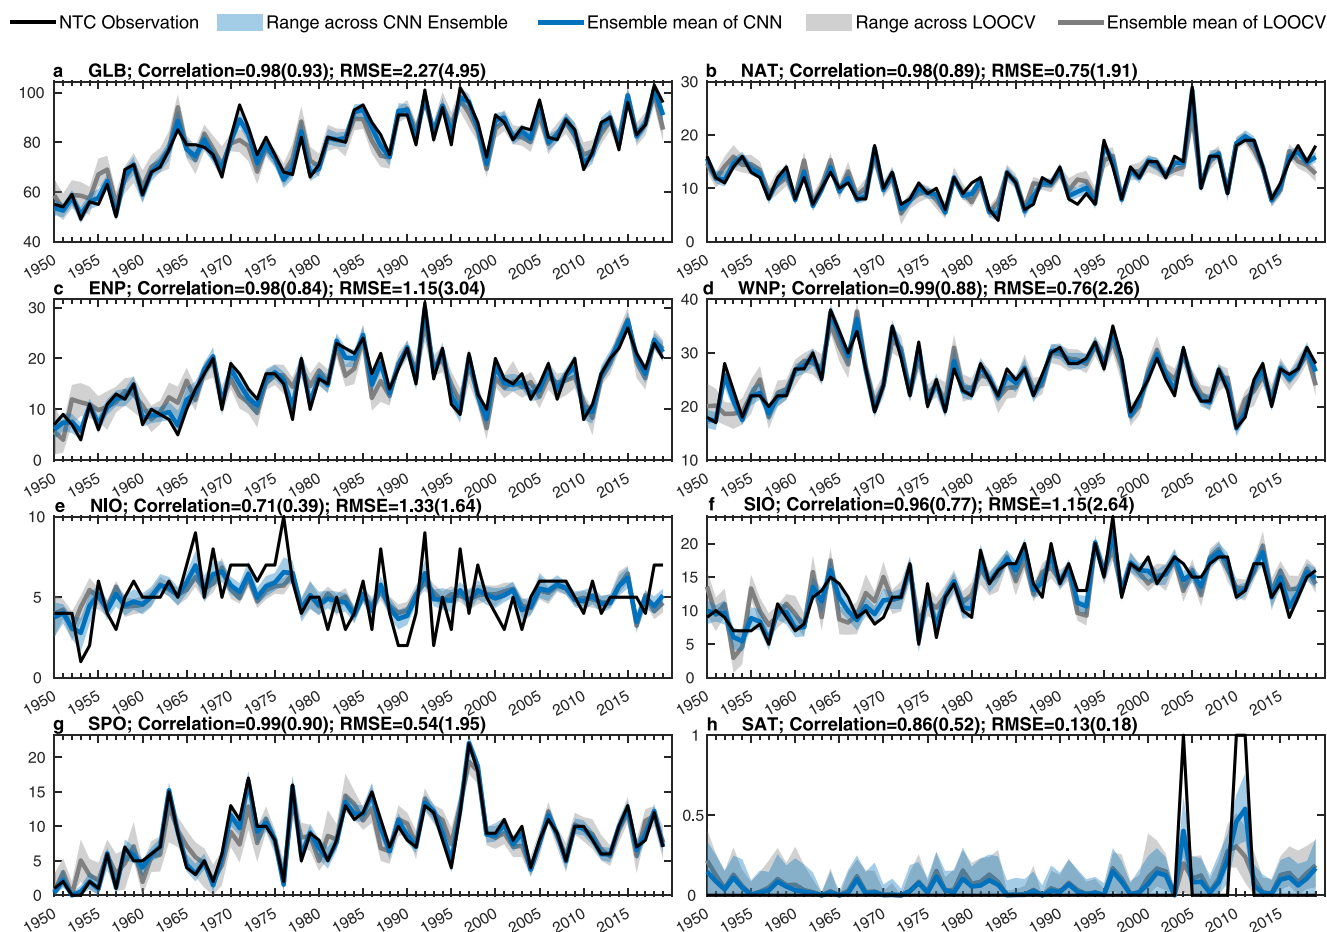 NTC Observation Range across CNN Ensemble Ensemble mean of CNN Range across LOOCV Ensemble mean of LOOCV
a GLB; Correlation=0.98(0.93); RMSE=2.27(4.95)
100
80
60
40
1950 1955 1960 1965 1970 1975 1980 1985 1990 1995 2000 2005 2010 2015
b NAT; Correlation=0.98(0.89); RMSE=0.75(1.91)
30
20
10
0
1950 1955 1960 1965 1970 1975 1980 1985 1990 1995 2000 2005 2010 2015
c ENP; Correlation=0.98(0.84); RMSE=1.15(3.04)
30
20
10
0
1950 1955 1960 1965 1970 1975 1980 1985 1990 1995 2000 2005 2010 2015
d WNP; Correlation=0.99(0.88); RMSE=0.76(2.26)
40
30
20
10
1950 1955 1960 1965 1970 1975 1980 1985 1990 1995 2000 2005 2010 2015
e NIO; Correlation=0.71(0.39); RMSE=1.33(1.64)
10
5
0
1950 1955 1960 1965 1970 1975 1980 1985 1990 1995 2000 2005 2010 2015
f SIO; Correlation=0.96(0.77); RMSE=1.15(2.64)
20
15
10
5
0
1950 1955 1960 1965 1970 1975 1980 1985 1990 1995 2000 2005 2010 2015
g SPO; Correlation=0.99(0.90); RMSE=0.54(1.95)
20
15
10
5
0
1950 1955 1960 1965 1970 1975 1980 1985 1990 1995 2000 2005 2010 2015
h SAT; Correlation=0.86(0.52); RMSE=0.13(0.18)
1
0.5
0
1950 1955 1960 1965 1970 1975 1980 1985 1990 1995 2000 2005 2010 2015